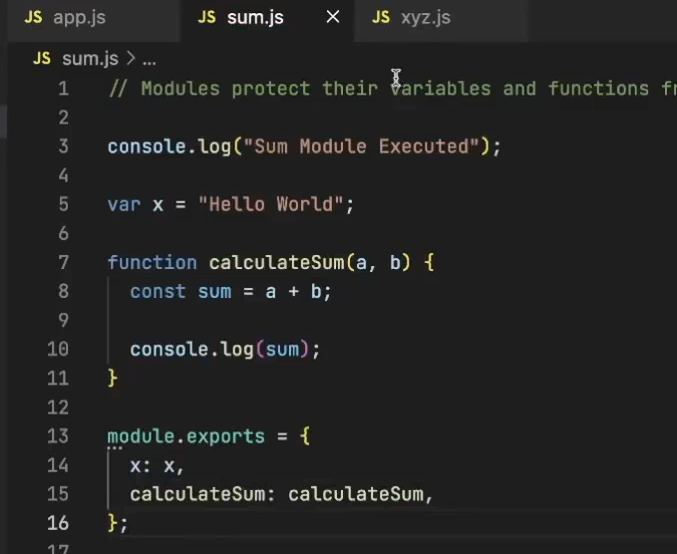 JS app.js JS sum.js × JS xyz.js
JS sum.js > ...
1 // Modules protect their variables and functions
2
3 console.log("Sum Module Executed");
4
5 var x = "Hello World";
6
7 function calculateSum(a, b) {
8 const sum = a + b;
9
10 console.log(sum);
11 }
12
13 module.exports = {
14 x: x,
15 calculateSum: calculateSum,
16 };
17